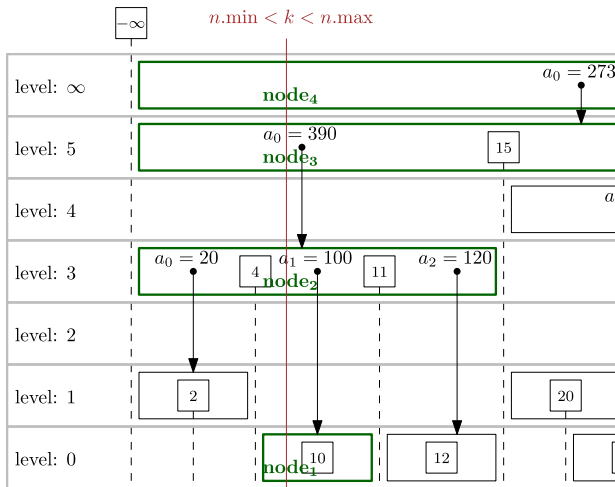 −∞
n.min < k < n.max
level: ∞
a₀ = 273
node₄
level: 5
a₀ = 390
node₃
15
level: 4
a
level: 3
a₀ = 20
4
a₁ = 100
node₂
11
a₂ = 120
level: 2
level: 1
2
20
level: 0
node₁
10
12